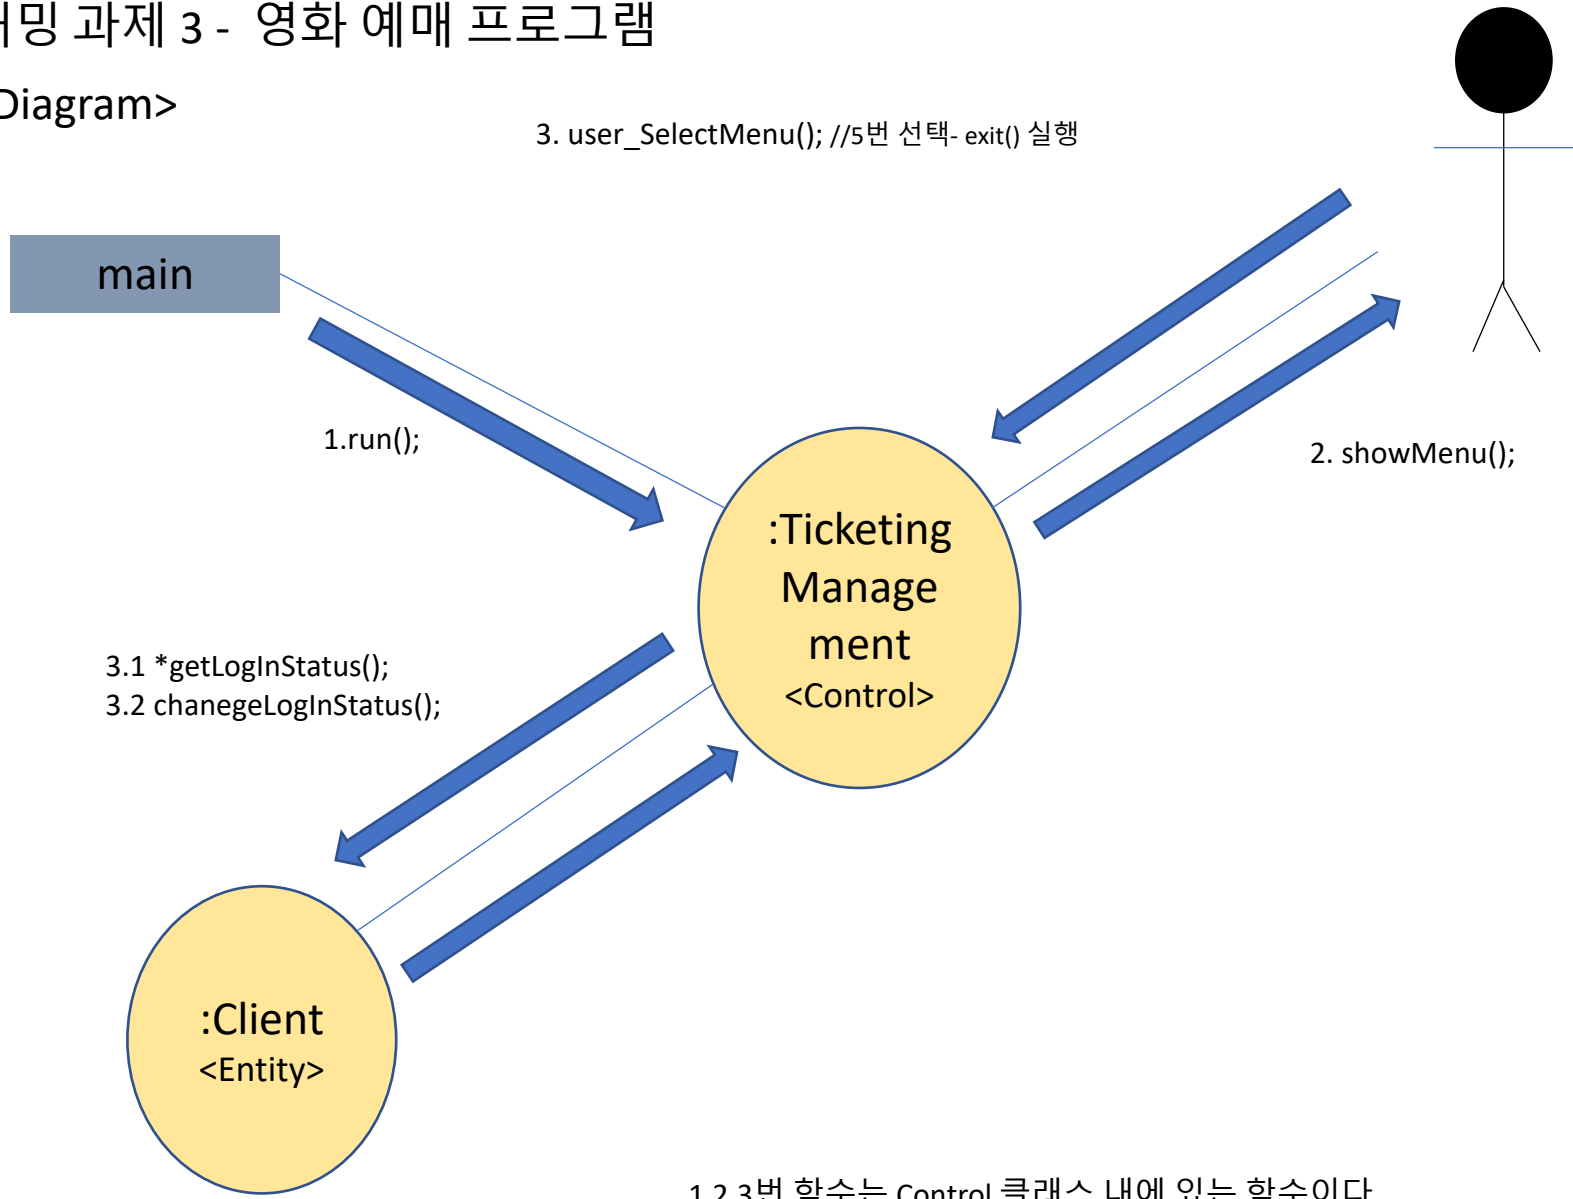 과제 3 - 영화 예매 프로그램
Diagram>
3. user_SelectMenu(); //5번 선택- exit() 실행
main
1.run();
2. showMenu();
:Ticketing
Manage
ment
<Control>
3.1 *getLogInStatus();
3.2 chanegeLogInStatus();
:Client
<Entity>
1,2,3번 함수는 Control 클래스 내에 있는 함수이다